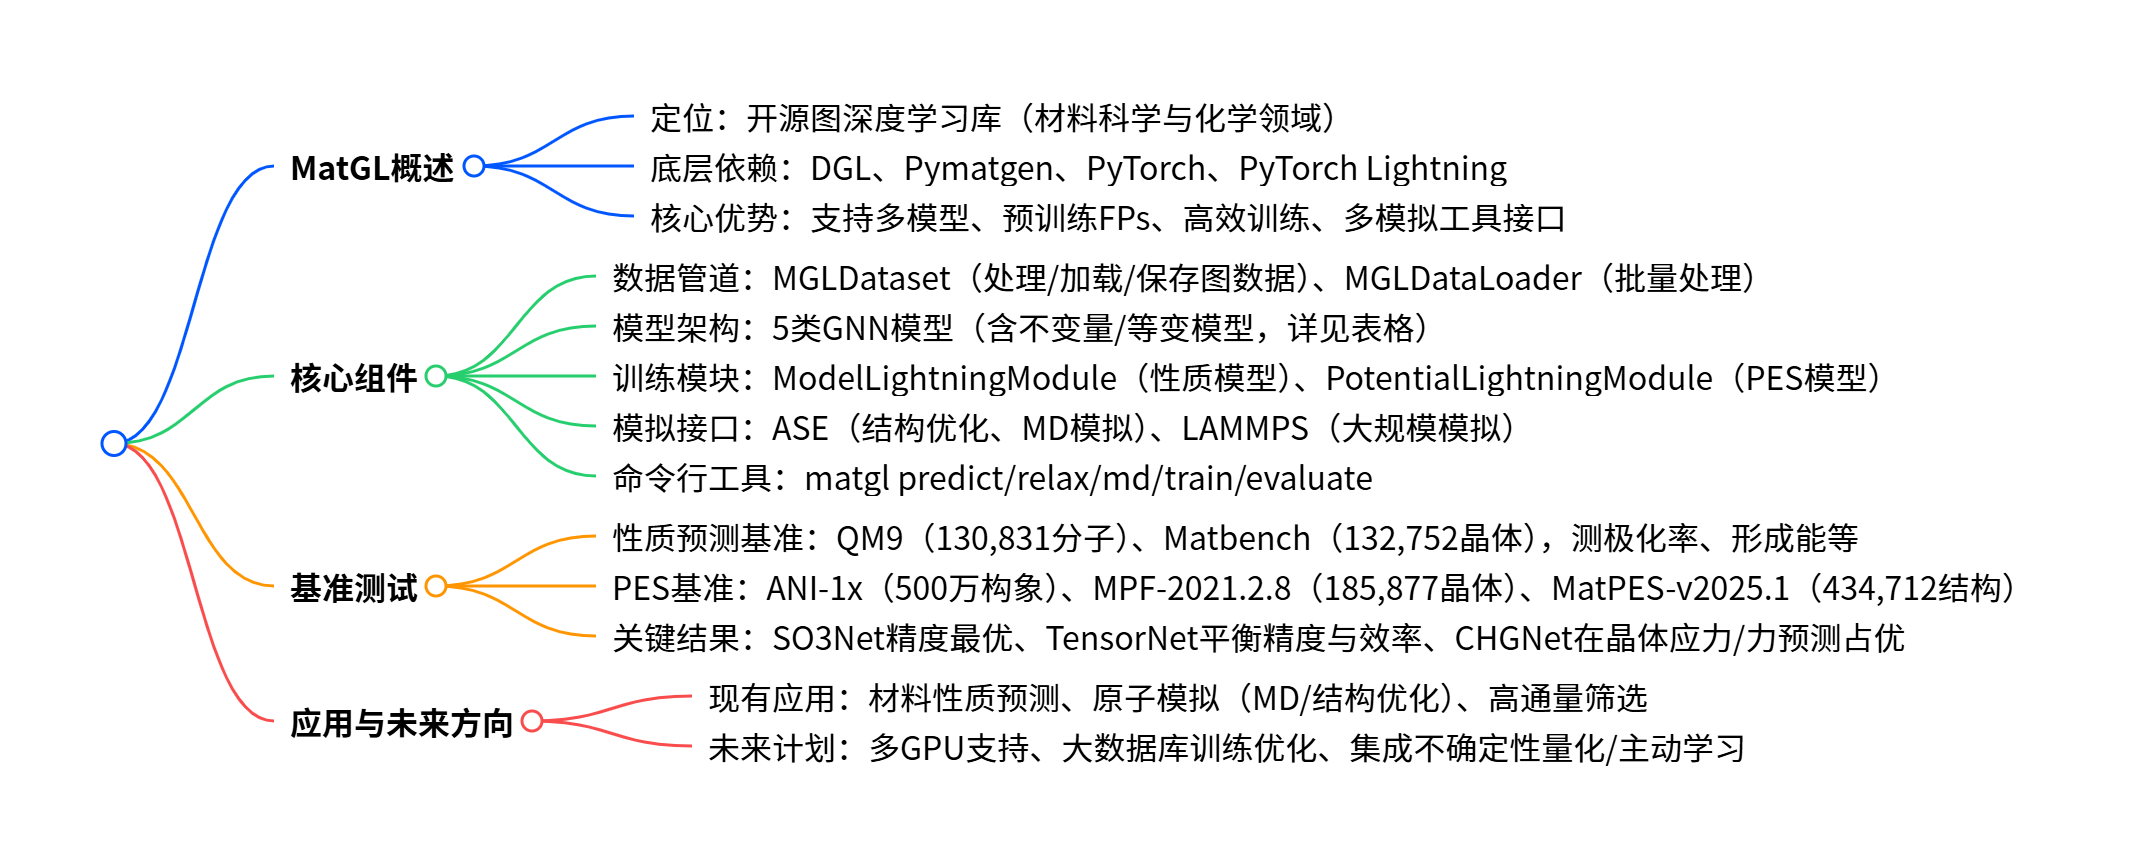 MatGL概述
定位：开源图深度学习库（材料科学与化学领域）
底层依赖：DGL、Pymatgen、PyTorch、PyTorch Lightning
核心优势：支持多模型、预训练FPs、高效训练、多模拟工具接口
核心组件
数据管道：MGLDataset（处理/加载/保存图数据）、MGLDataLoader（批量处理）
模型架构：5类GNN模型（含不变量/等变模型，详见表格）
训练模块：ModelLightningModule（性质模型）、PotentialLightningModule（PES模型）
模拟接口：ASE（结构优化、MD模拟）、LAMMPS（大规模模拟）
命令行工具：matgl predict/relax/md/train/evaluate
基准测试
性质预测基准：QM9（130,831分子）、Matbench（132,752晶体），测极化率、形成能等
PES基准：ANI-1x（500万构象）、MPF-2021.2.8（185,877晶体）、MatPES-v2025.1（434,712结构）
关键结果：SO3Net精度最优、TensorNet平衡精度与效率、CHGNet在晶体应力/力预测占优
应用与未来方向
现有应用：材料性质预测、原子模拟（MD/结构优化）、高通量筛选
未来计划：多GPU支持、大数据库训练优化、集成不确定性量化/主动学习